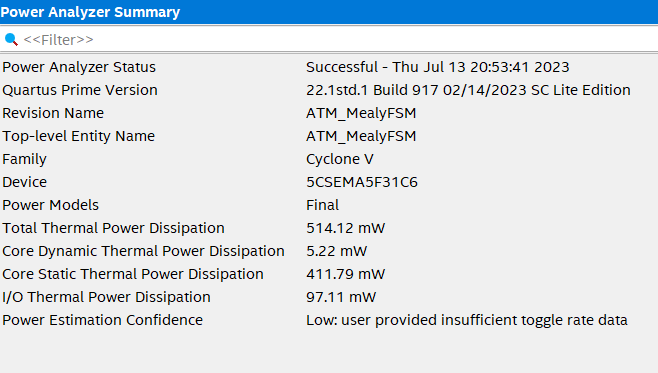 Power Analyzer Summary
<<Filter>>
Power Analyzer Status Successful - Thu Jul 13 20:53:41 2023
Quartus Prime Version 22.1std.1 Build 917 02/14/2023 SC Lite Edition
Revision Name ATM_MealyFSM
Top-level Entity Name ATM_MealyFSM
Family Cyclone V
Device 5CSEMA5F31C6
Power Models Final
Total Thermal Power Dissipation 514.12 mW
Core Dynamic Thermal Power Dissipation 5.22 mW
Core Static Thermal Power Dissipation 411.79 mW
I/O Thermal Power Dissipation 97.11 mW
Power Estimation Confidence Low: user provided insufficient toggle rate data